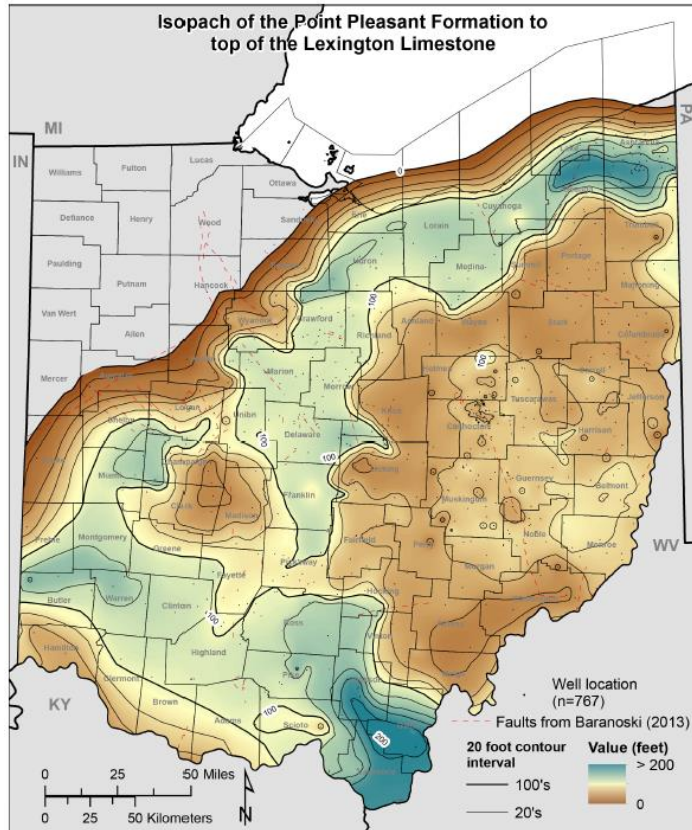 Isopach of the Point Pleasant Formation to
top of the Lexington Limestone
MI
PA
IN
Williams
Fulton
Lucas
Ottawa
0
Defiance
Henry
Wood
Erie
Lorain
Cuyahoga
Trumbull
Paulding
Putnam
Hancock
Huron
Medina
Summit
Portage
Mahoning
Van Wert
Allen
Wyandot
Crawford
Richland
Ashland
Wayne
Stark
Columbiana
100
Mercer
Marion
Morrow
Holmes
100
Carroll
Jefferson
Shelby
Logan
Union
Knox
Tuscarawas
Coshocton
Harrison
100
Delaware
100
Miami
Champaign
Licking
Guernsey
Belmont
Clark
Madison
Franklin
Muskingum
Preble
Montgomery
Greene
Fairfield
Perry
Noble
Monroe
WV
Fayette
Pickaway
Morgan
Butler
Warren
Clinton
100
Ross
Hocking
Vinton
Hamilton
Highland
Pike
Clermont
Brown
Adams
100
Scioto
200
KY
Well location
(n=767)
Faults from Baranoski (2013)
20 foot contour
interval
100's
20's
Value (feet)
> 200
0
0 25 50 Miles
0 25 50 Kilometers
N